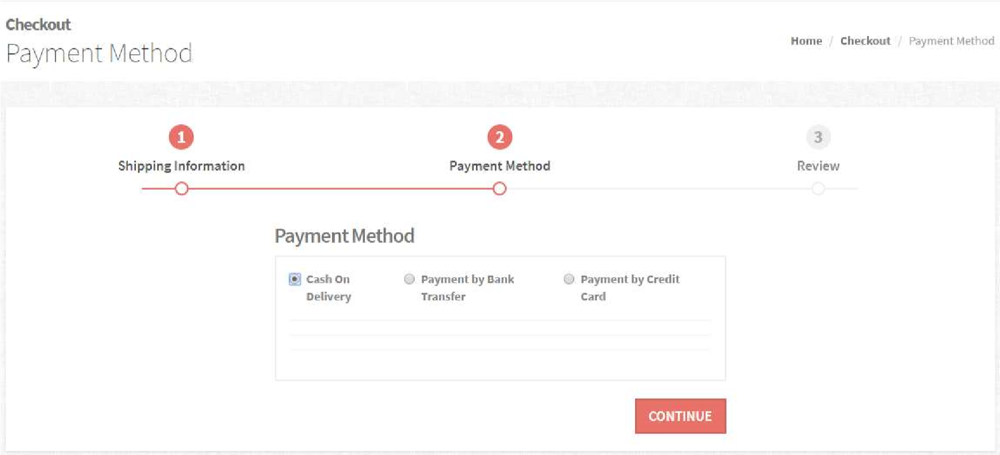 Checkout
Payment Method
Home / Checkout / Payment Method
1
2
3
Shipping Information
Payment Method
Review
Payment Method
Cash On
Delivery
Payment by Bank
Transfer
Payment by Credit
Card
CONTINUE